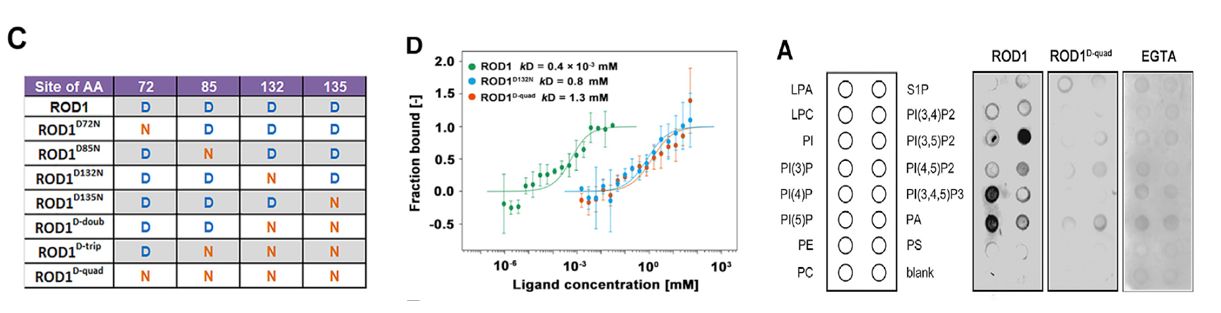 C
Site of AA 72 85 132 135
ROD1 D D D D
ROD1D72N N D D D
ROD1D85N D N D D
ROD1D132N D D N D
ROD1D135N D D D N
ROD1D-doub D D N N
ROD1D-trip D N N N
ROD1D-quad N N N N
D
ROD1 kD = 0.4 × 10-3 mM
ROD1D132N kD = 0.8 mM
ROD1D-quad kD = 1.3 mM
Fraction bound [-]
2.0
1.5
1.0
0.5
0.0
-0.5
10-6 10-3 100 103
Ligand concentration [mM]
A
ROD1 ROD1D-quad EGTA
LPA S1P
LPC PI(3,4)P2
PI PI(3,5)P2
PI(3)P PI(4,5)P2
PI(4)P PI(3,4,5)P3
PI(5)P PA
PE PS
PC blank